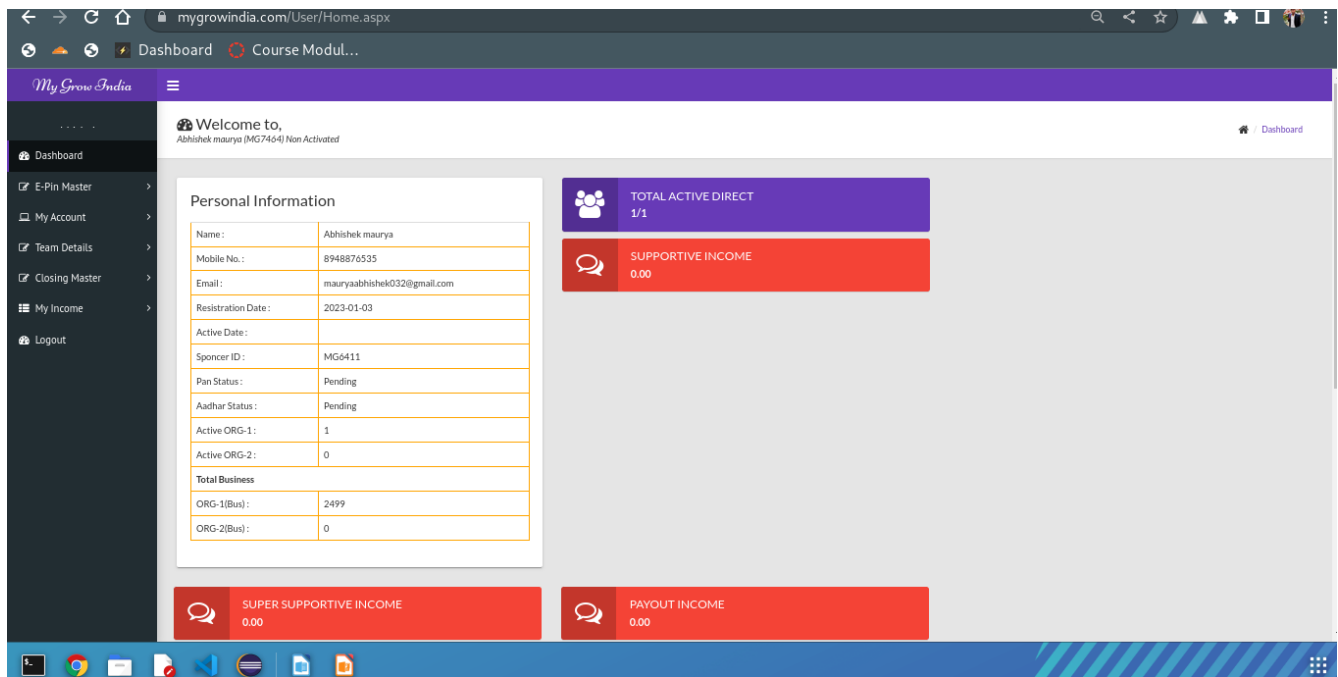 mygrowindia.com/User/Home.aspx
Dashboard Course Modul...
My Grow India
Welcome to,
Abhishek maurya (MG7464) Non Activated
Dashboard
Dashboard
E-Pin Master
My Account
Team Details
Closing Master
My Income
Logout
Personal Information
Name : Abhishek maurya
Mobile No. : 8948876535
Email : mauryaabhishek032@gmail.com
Resistration Date : 2023-01-03
Active Date :
Sponcer ID : MG6411
Pan Status : Pending
Aadhar Status : Pending
Active ORG-1 : 1
Active ORG-2 : 0
Total Business
ORG-1(Bus) : 2499
ORG-2(Bus) : 0
TOTAL ACTIVE DIRECT
1/1
SUPPORTIVE INCOME
0.00
SUPER SUPPORTIVE INCOME
0.00
PAYOUT INCOME
0.00